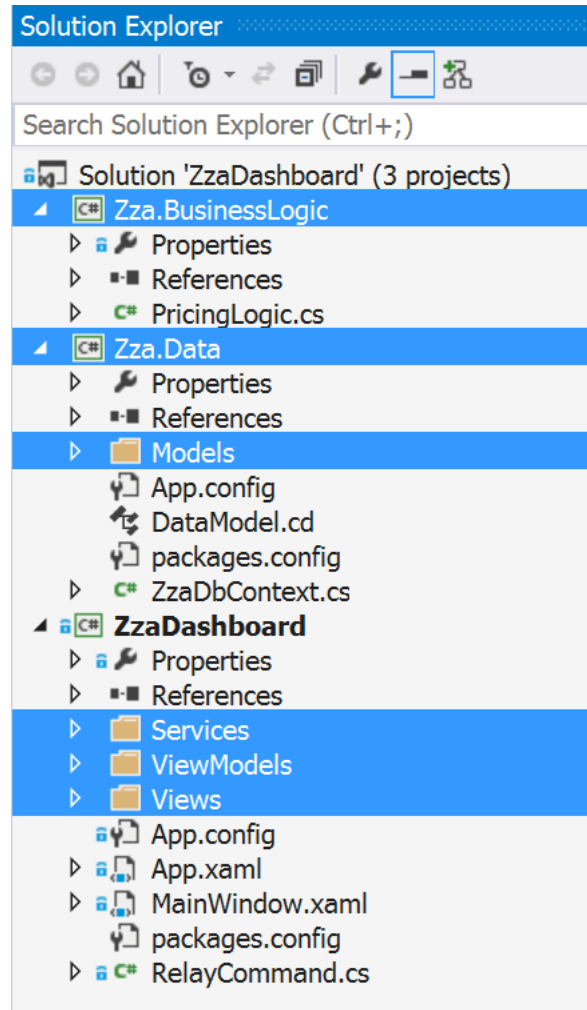 Solution Explorer
Search Solution Explorer (Ctrl+;)
Solution 'ZzaDashboard' (3 projects)
C# Zza.BusinessLogic
Properties
References
C# PricingLogic.cs
C# Zza.Data
Properties
References
Models
App.config
DataModel.cd
packages.config
C# ZzaDbContext.cs
C# ZzaDashboard
Properties
References
Services
ViewModels
Views
App.config
App.xaml
MainWindow.xaml
packages.config
C# RelayCommand.cs